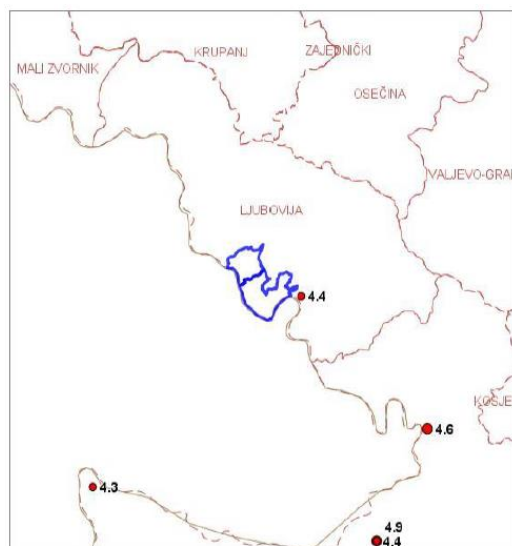 KRUPANJ
ZAJEDNIČKI
MALI ZVORNIK
OSEČINA
VALJEVO-GRA
LJUBOVIJA
4.4
KOSJE
4.6
4.3
4.9
4.4